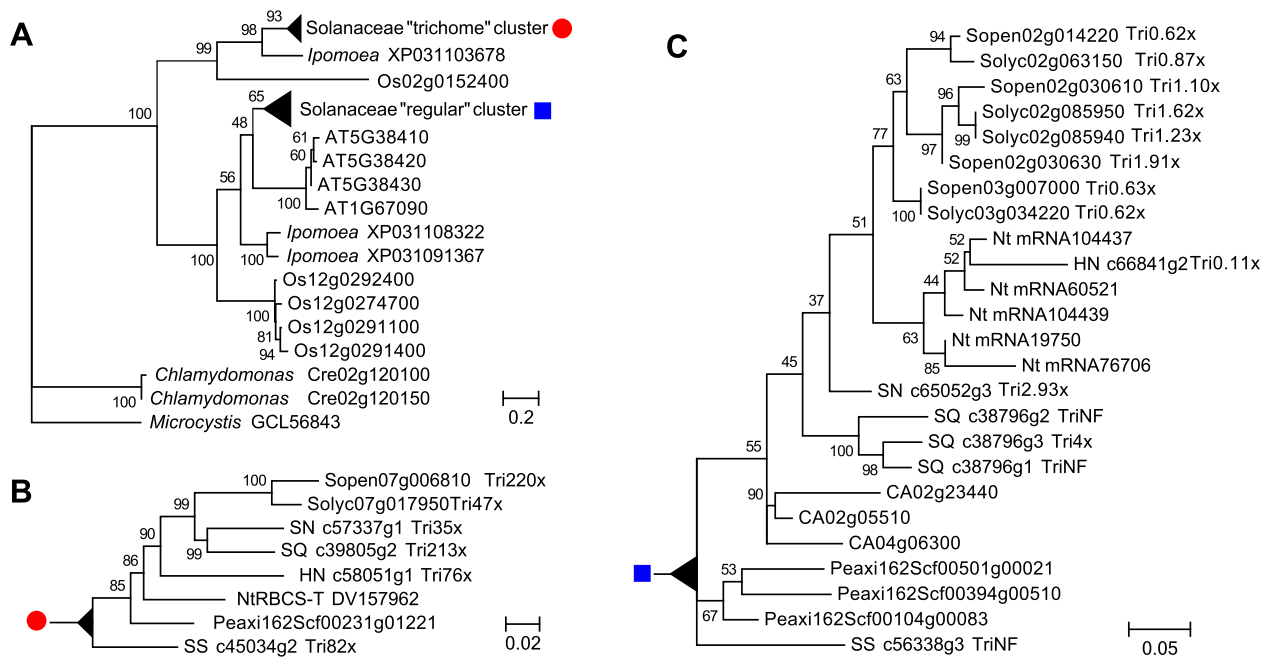 A
93
98
Solanaceae "trichome" cluster
99
Ipomoea XP031103678
Os02g0152400
100
65
Solanaceae "regular" cluster
48
61
AT5G38410
60
AT5G38420
AT5G38430
56
100
AT1G67090
Ipomoea XP031108322
100
100
Ipomoea XP031091367
Os12g0292400
Os12g0274700
100
Os12g0291100
81
94
Os12g0291400
Chlamydomonas Cre02g120100
100
Chlamydomonas Cre02g120150
Microcystis GCL56843
0.2
B
100
Sopen07g006810 Tri220x
99
Solyc07g017950Tri47x
90
SN c57337g1 Tri35x
99
SQ c39805g2 Tri213x
86
HN c58051g1 Tri76x
85
NtRBCS-T DV157962
Peaxi162Scf00231g01221
SS c45034g2 Tri82x
0.02
C
94
Sopen02g014220 Tri0.62x
Solyc02g063150 Tri0.87x
63
96
Sopen02g030610 Tri1.10x
Solyc02g085950 Tri1.62x
77
99
Solyc02g085940 Tri1.23x
97
Sopen02g030630 Tri1.91x
Sopen03g007000 Tri0.63x
100
Solyc03g034220 Tri0.62x
51
52
Nt mRNA104437
52
HN c66841g2Tri0.11x
44
Nt mRNA60521
Nt mRNA104439
37
63
Nt mRNA19750
85
Nt mRNA76706
45
SN c65052g3 Tri2.93x
SQ c38796g2 TriNF
100
SQ c38796g3 Tri4x
55
98
SQ c38796g1 TriNF
90
CA02g23440
CA02g05510
CA04g06300
53
Peaxi162Scf00501g00021
Peaxi162Scf00394g00510
67
Peaxi162Scf00104g00083
SS c56338g3 TriNF
0.05